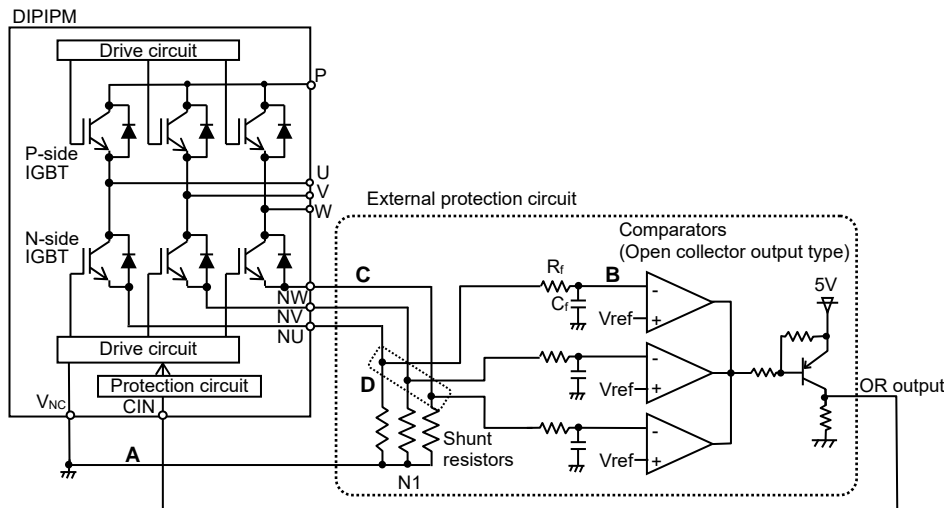 DIPIPM
Drive circuit
P
P-side
IGBT
U
V
W
External protection circuit
N-side
IGBT
Comparators
(Open collector output type)
C
Rf
B
-
5V
NW
Cf
Vref
+
NV
NU
Drive circuit
-
D
Protection circuit
Vref
+
OR output
VNC
CIN
-
A
Shunt
resistors
Vref
+
N1